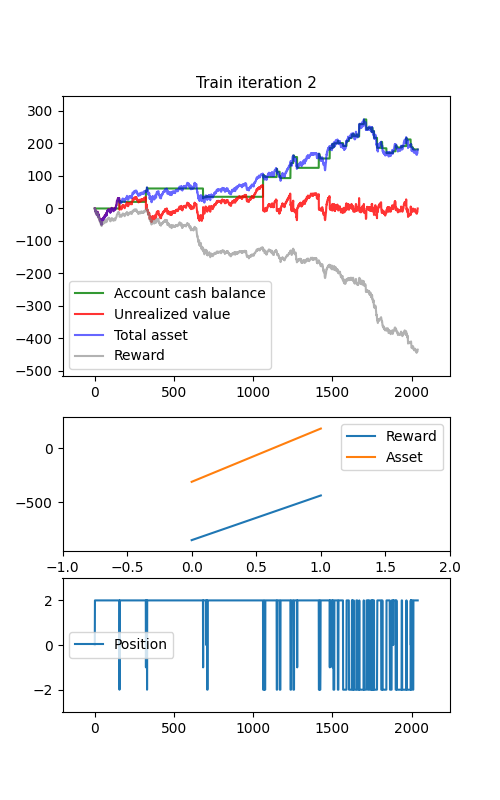 Train iteration 2
300
200
100
0
−100
−200
−300
−400
−500
Account cash balance
Unrealized value
Total asset
Reward
0 500 1000 1500 2000
0
−500
Reward
Asset
−1.0 −0.5 0.0 0.5 1.0 1.5 2.0
2
0
−2
Position
0 500 1000 1500 2000